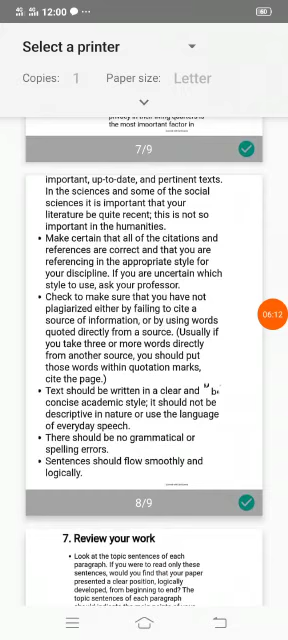 12:00
Select a printer
Copies: 1 Paper size: Letter
the most important factor in
7/9
important, up-to-date, and pertinent texts.
In the sciences and some of the social
sciences it is important that your
literature be quite recent; this is not so
important in the humanities.
• Make certain that all of the citations and
references are correct and that you are
referencing in the appropriate style for
your discipline. If you are uncertain which
style to use, ask your professor.
• Check to make sure that you have not
plagiarized either by failing to cite a
source of information, or by using words
quoted directly from a source. (Usually if
you take three or more words directly
from another source, you should put
those words within quotation marks,
cite the page.)
• Text should be written in a clear and
concise academic style; it should not be
descriptive in nature or use the language
of everyday speech.
• There should be no grammatical or
spelling errors.
• Sentences should flow smoothly and
logically.
06:12
8/9
7. Review your work
• Look at the topic sentences of each
paragraph. If you were to read only these
sentences, would you find that your paper
presented a clear position, logically
developed, from beginning to end? The
topic sentences of each paragraph